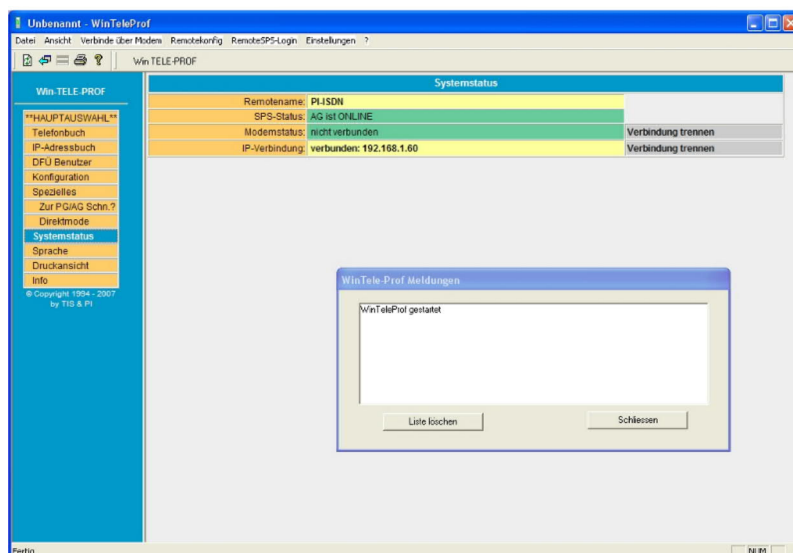 Unbenannt - WinTeleProf
Datei Ansicht Verbinde über Modem Remotekonfig RemoteSPS-Login Einstellungen ?
Win TELE-PROF
Win-TELE-PROF
**HAUPTAUSWAHL**
Telefonbuch
IP-Adressbuch
DFÜ Benutzer
Konfiguration
Spezielles
Zur PG/AG Schn.?
Direktmode
Systemstatus
Sprache
Druckansicht
Info
© Copyright 1994 - 2007
by TIS & PI
Systemstatus
Remotename: PI-ISDN
SPS-Status: AG ist ONLINE
Modemstatus: nicht verbunden Verbindung trennen
IP-Verbindung: verbunden: 192.168.1.60 Verbindung trennen
WinTele-Prof Meldungen
WinTeleProf gestartet
Liste löschen Schliessen
Fertig NUM